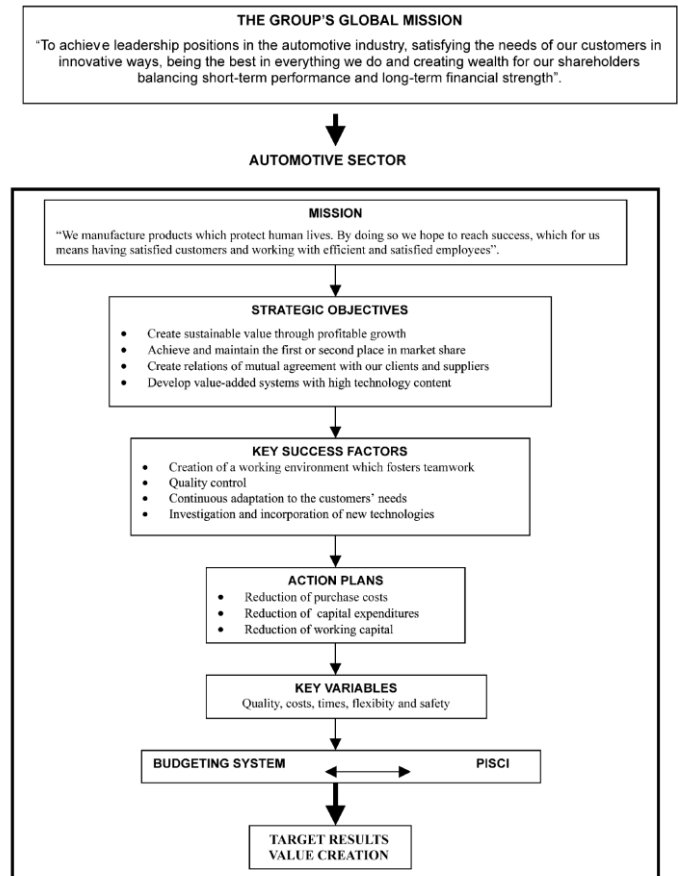 THE GROUP'S GLOBAL MISSION
"To achieve leadership positions in the automotive industry, satisfying the needs of our customers in
innovative ways, being the best in everything we do and creating wealth for our shareholders
balancing short-term performance and long-term financial strength".
AUTOMOTIVE SECTOR
MISSION
"We manufacture products which protect human lives. By doing so we hope to reach success, which for us
means having satisfied customers and working with efficient and satisfied employees".
STRATEGIC OBJECTIVES
• Create sustainable value through profitable growth
• Achieve and maintain the first or second place in market share
• Create relations of mutual agreement with our clients and suppliers
• Develop value-added systems with high technology content
KEY SUCCESS FACTORS
• Creation of a working environment which fosters teamwork
• Quality control
• Continuous adaptation to the customers' needs
• Investigation and incorporation of new technologies
ACTION PLANS
• Reduction of purchase costs
• Reduction of capital expenditures
• Reduction of working capital
KEY VARIABLES
Quality, costs, times, flexibity and safety
BUDGETING SYSTEM PISCI
TARGET RESULTS
VALUE CREATION